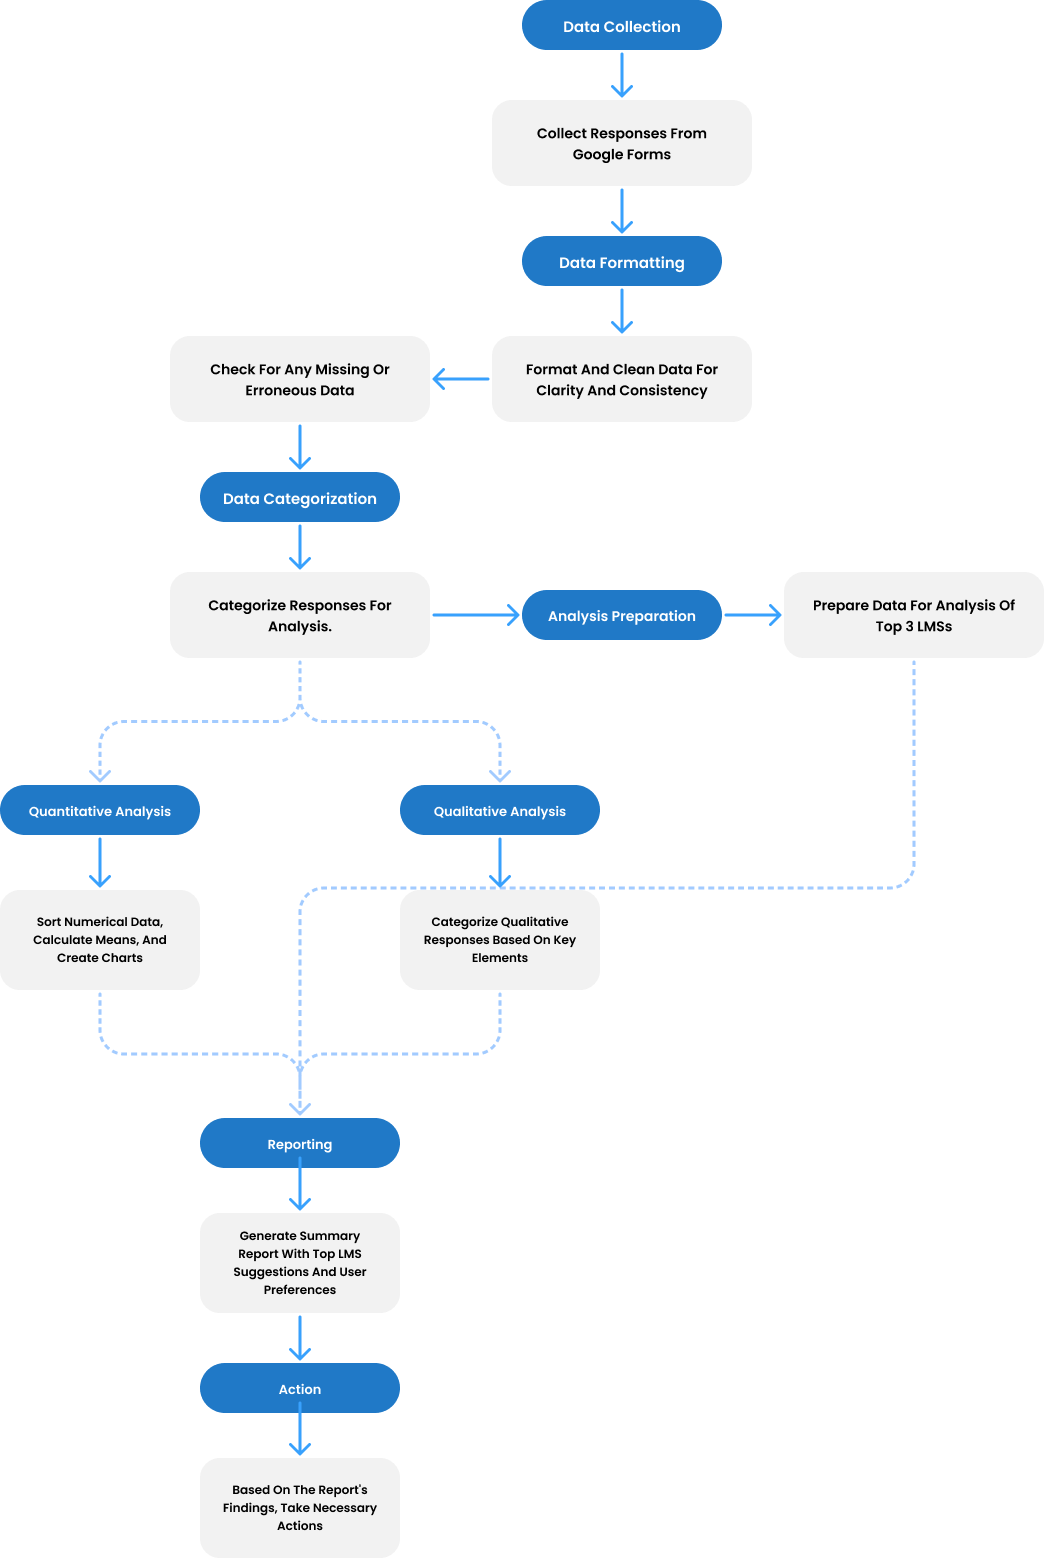 Data Collection
Collect Responses From
Google Forms
Data Formatting
Format And Clean Data For
Clarity And Consistency
Check For Any Missing Or
Erroneous Data
Data Categorization
Categorize Responses For
Analysis.
Analysis Preparation
Prepare Data For Analysis Of
Top 3 LMSs
Quantitative Analysis
Qualitative Analysis
Sort Numerical Data,
Calculate Means, And
Create Charts
Categorize Qualitative
Responses Based On Key
Elements
Reporting
Generate Summary
Report With Top LMS
Suggestions And User
Preferences
Action
Based On The Report's
Findings, Take Necessary
Actions